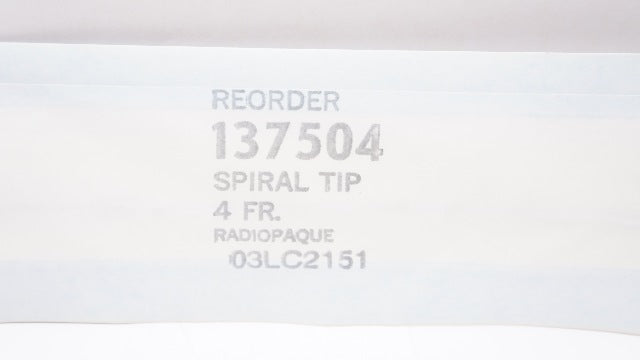 REORDER
137504
SPIRAL TIP
4 FR.
RADIOPAQUE
03LC2151